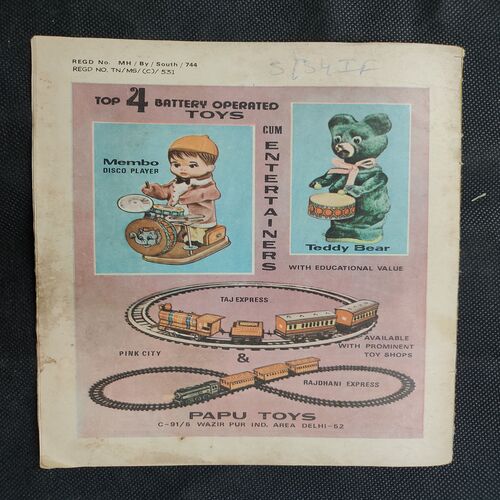 REGD No. MH / By / South / 744
REGD NO. TN/MS/(C)/531
TOP 4 BATTERY OPERATED TOYS
CUM
ENTERTAINERS
Membo
DISCO PLAYER
Teddy Bear
WITH EDUCATIONAL VALUE
TAJ EXPRESS
AVAILABLE
WITH PROMINENT
TOY SHOPS
PINK CITY
&
RAJDHANI EXPRESS
PAPU TOYS
C-91/6 WAZIR PUR IND. AREA DELHI-52